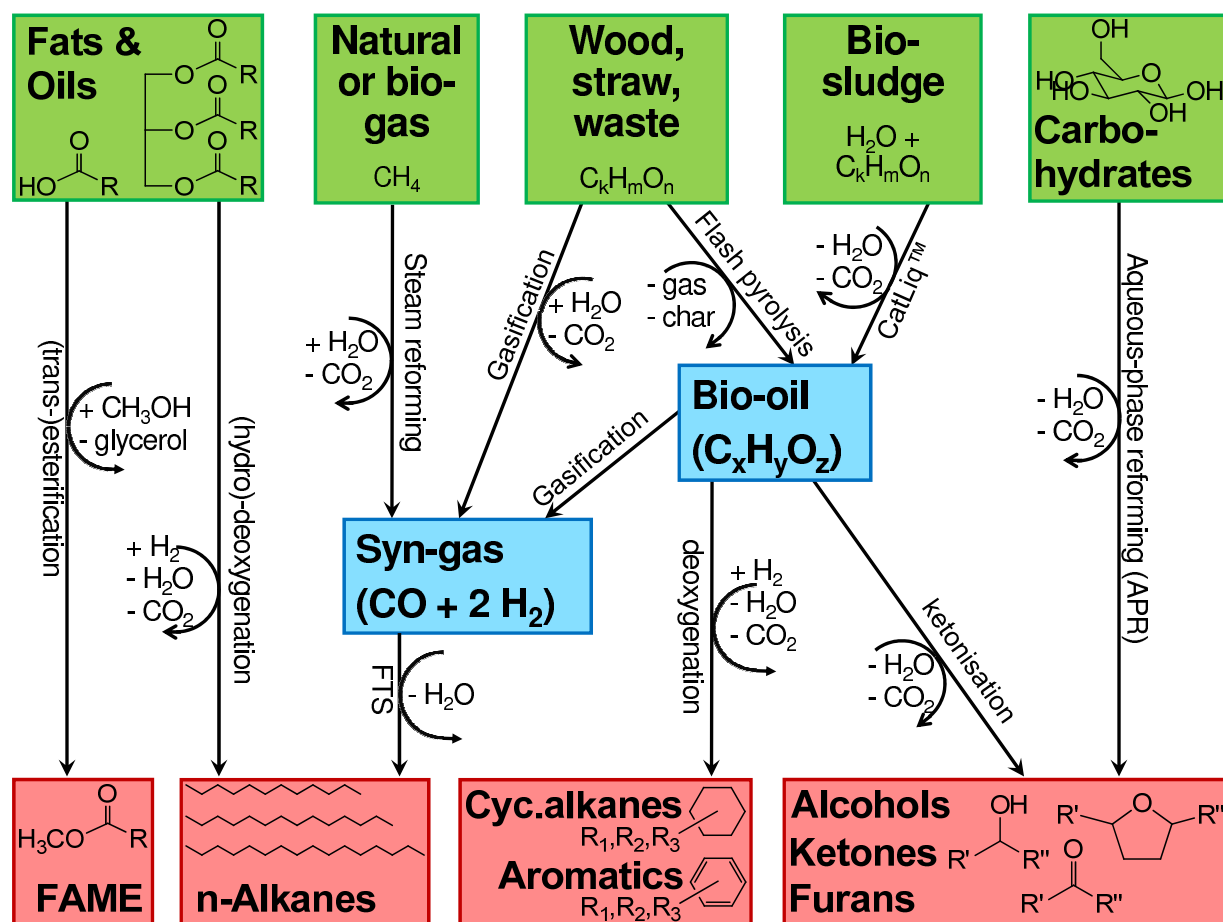 Fats &
Oils
O
O
R
O
O
R
O
O
R
O
HO
R
Natural
or bio-
gas
CH₄
Wood,
straw,
waste
CₖHₘOₙ
Bio-
sludge
H₂O +
CₖHₘOₙ
OH
HO
HO
O
HO
OH
OH
Carbo-
hydrates
(trans-)esterification
+ CH₃OH
- glycerol
(hydro)-deoxygenation
+ H₂
- H₂O
- CO₂
Steam reforming
+ H₂O
- CO₂
Gasification
+ H₂O
- CO₂
Flash pyrolysis
- gas
- char
CatLiq™
- H₂O
- CO₂
Aqueous-phase reforming (APR)
- H₂O
- CO₂
Bio-oil
(CₓHᵧO_z)
Gasification
Syn-gas
(CO + 2 H₂)
FTS
- H₂O
deoxygenation
+ H₂
- H₂O
- CO₂
ketonisation
- H₂O
- CO₂
O
H₃CO
R
FAME
n-Alkanes
Cyc.alkanes
R₁,R₂,R₃
Aromatics
R₁,R₂,R₃
Alcohols
Ketones
Furans
OH
R'
R"
O
R'
R"
O
R'
R"